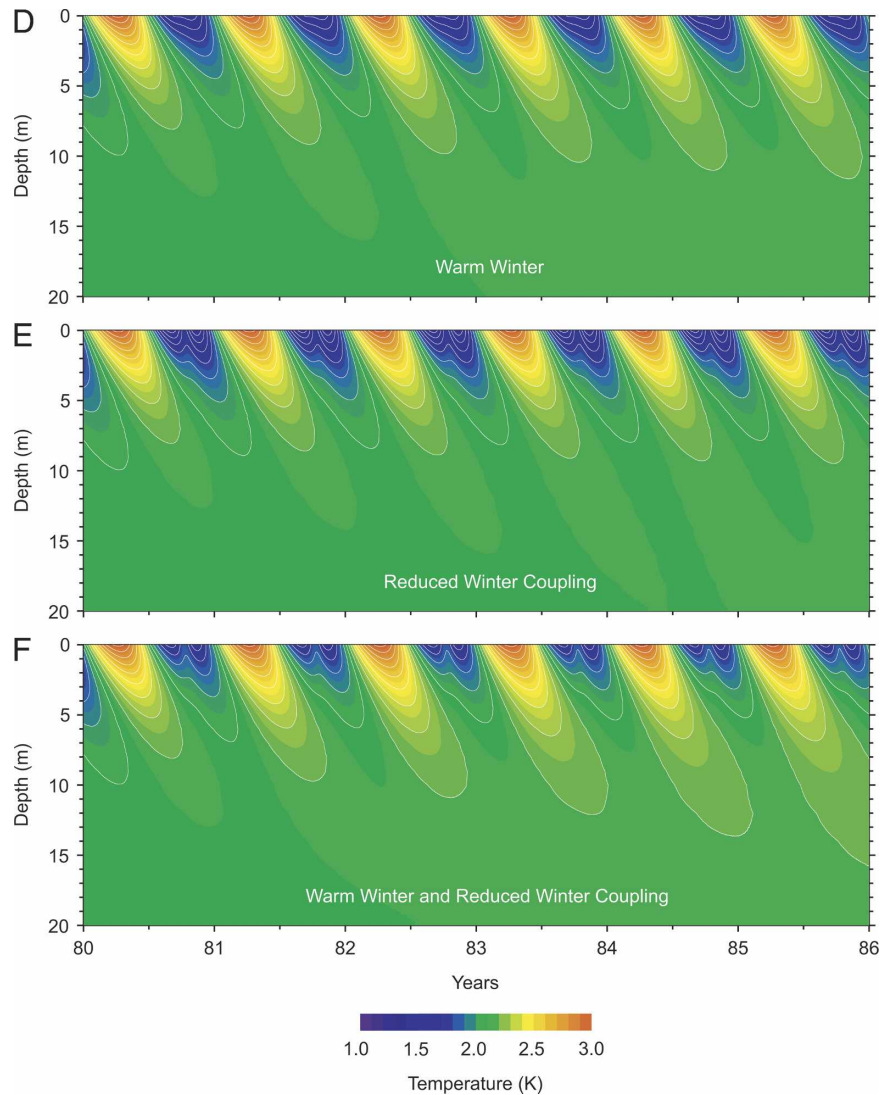 D
0
5
10
15
20
Depth (m)
Warm Winter
E
0
5
10
15
20
Depth (m)
Reduced Winter Coupling
F
0
5
10
15
20
Depth (m)
Warm Winter and Reduced Winter Coupling
80 81 82 83 84 85 86
Years
1.0 1.5 2.0 2.5 3.0
Temperature (K)